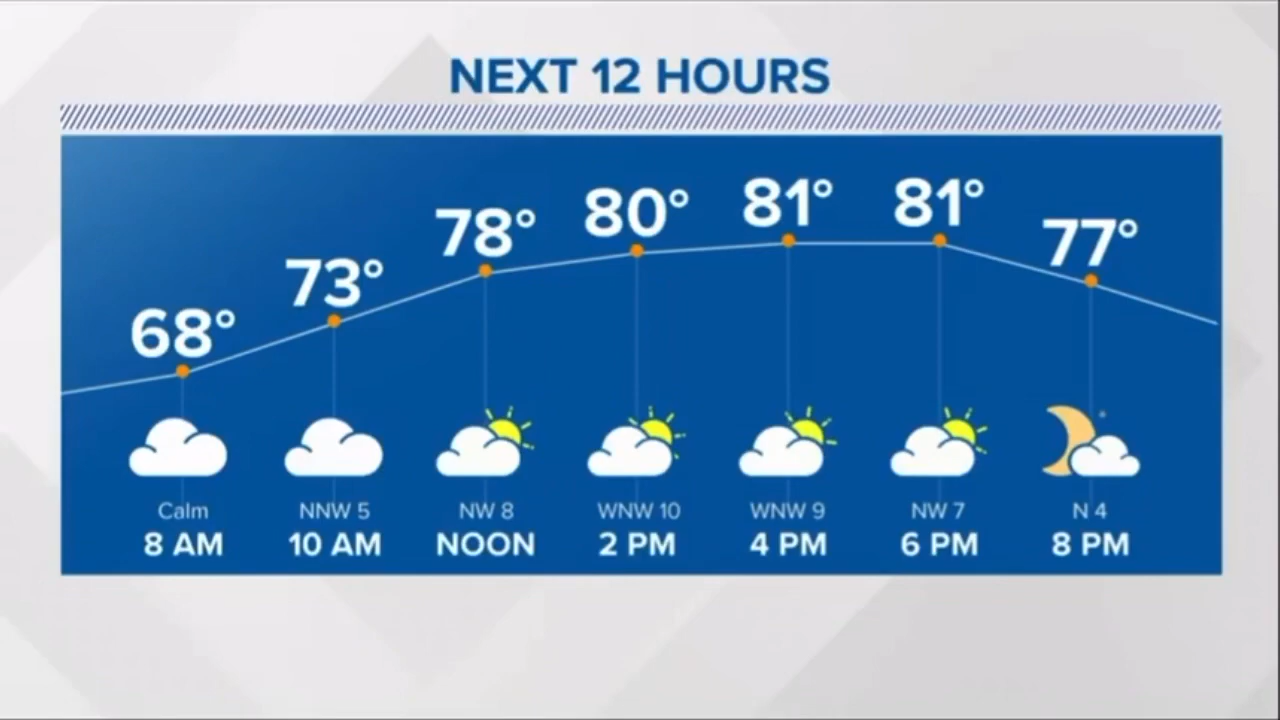 NEXT 12 HOURS
68° 73° 78° 80° 81° 81° 77°
Calm NNW 5 NW 8 WNW 10 WNW 9 NW 7 N 4
8 AM 10 AM NOON 2 PM 4 PM 6 PM 8 PM